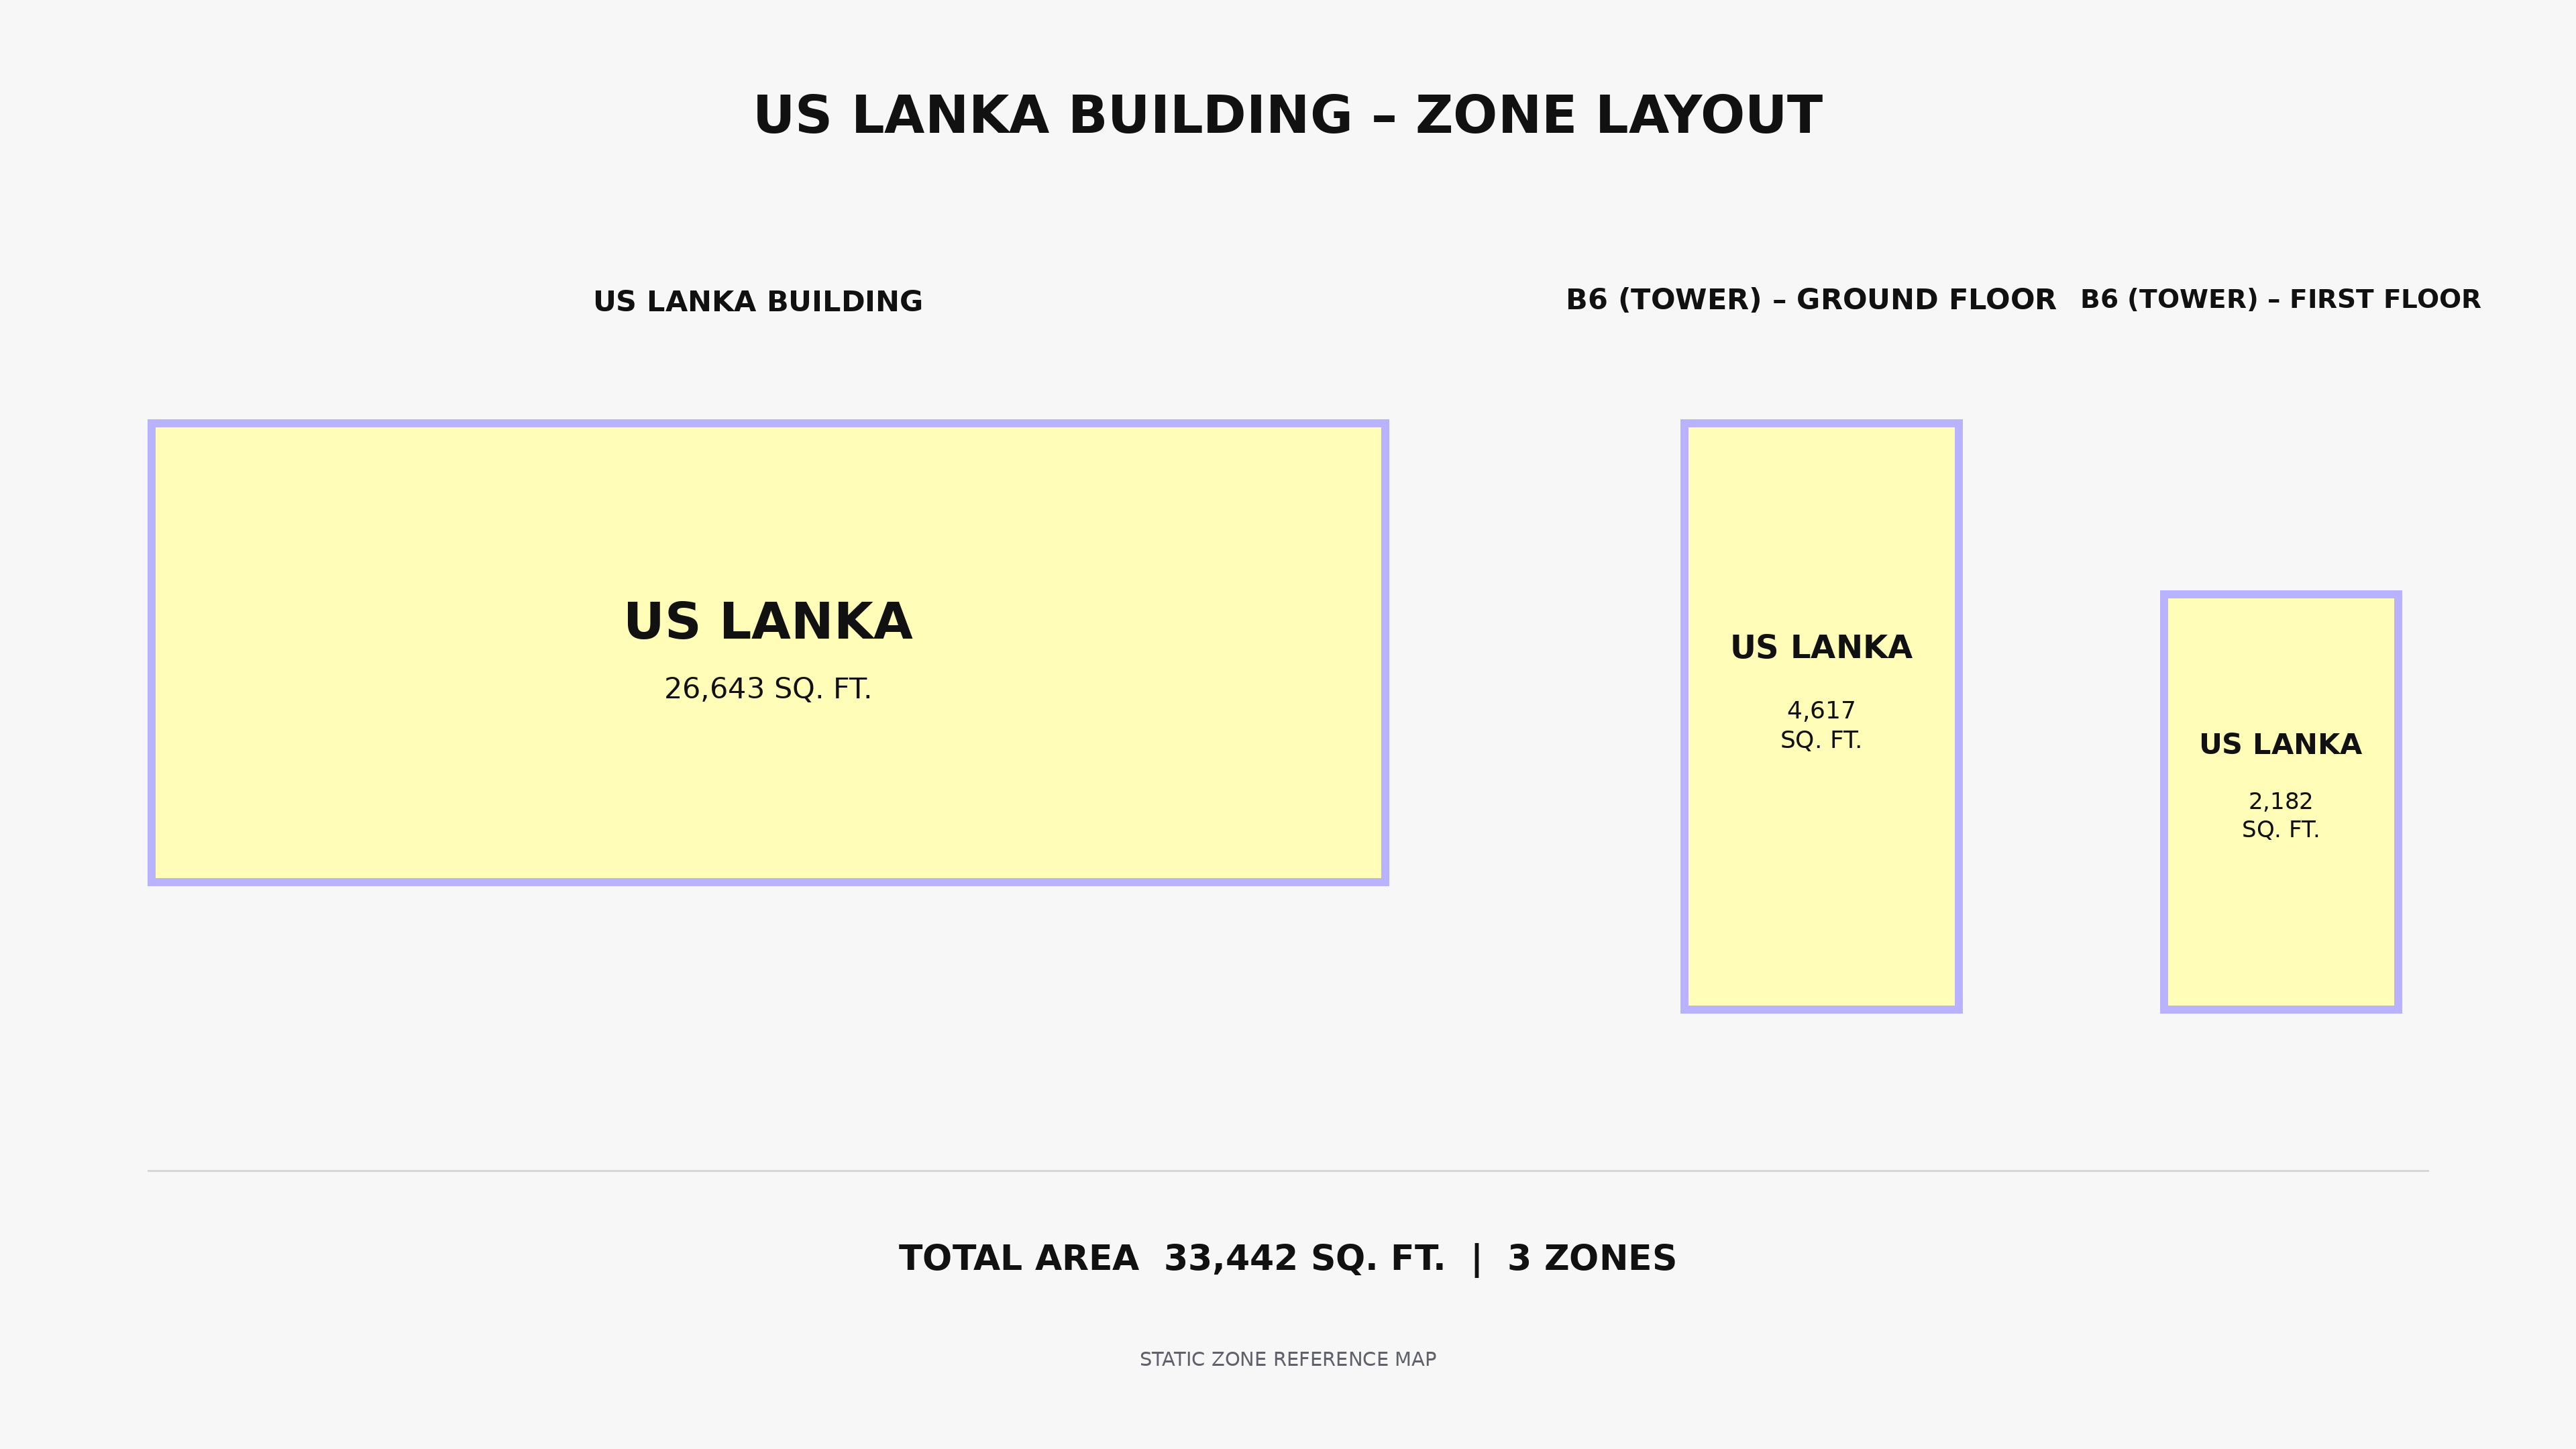 US LANKA BUILDING – ZONE LAYOUT
US LANKA BUILDING
B6 (TOWER) – GROUND FLOOR
B6 (TOWER) – FIRST FLOOR
US LANKA
26,643 SQ. FT.
US LANKA
4,617
SQ. FT.
US LANKA
2,182
SQ. FT.
TOTAL AREA  33,442 SQ. FT.  |  3 ZONES
STATIC ZONE REFERENCE MAP